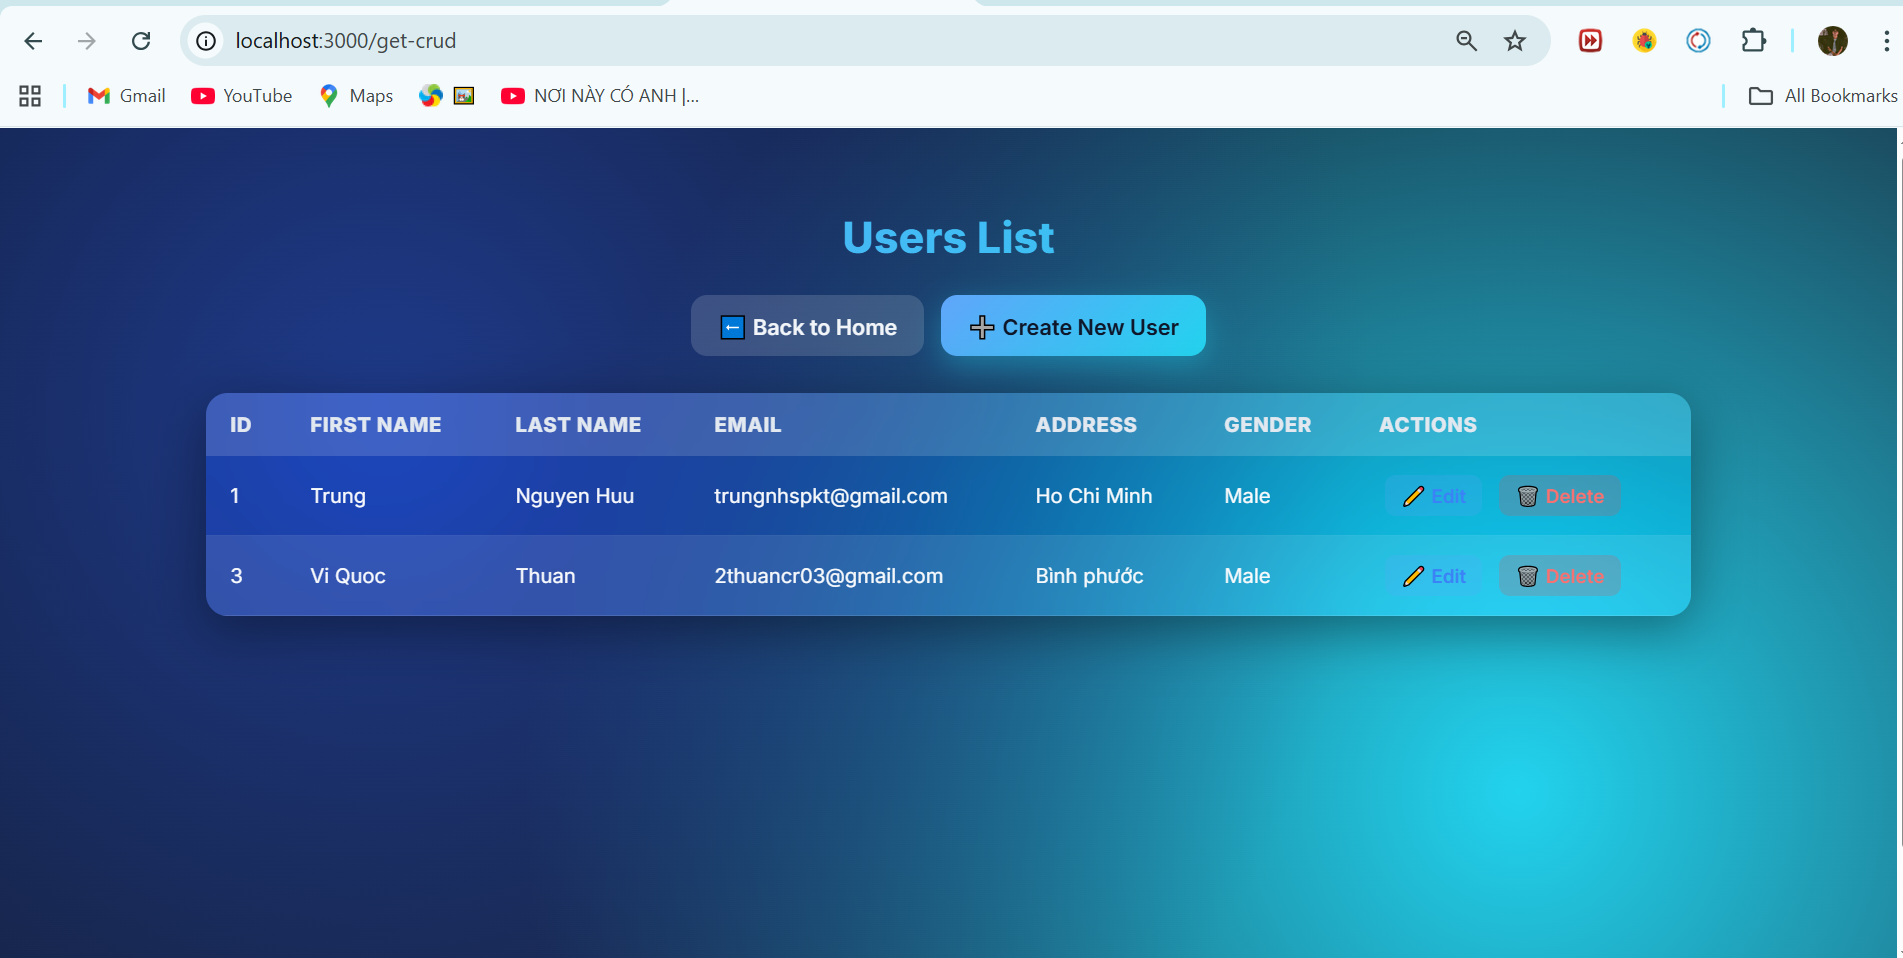 localhost:3000/get-crud
Gmail YouTube Maps NƠI NÀY CÓ ANH |... All Bookmarks
Users List
Back to Home Create New User
ID FIRST NAME LAST NAME EMAIL ADDRESS GENDER ACTIONS
1 Trung Nguyen Huu trungnhspkt@gmail.com Ho Chi Minh Male Edit Delete
3 Vi Quoc Thuan 2thuancr03@gmail.com Bình phước Male Edit Delete